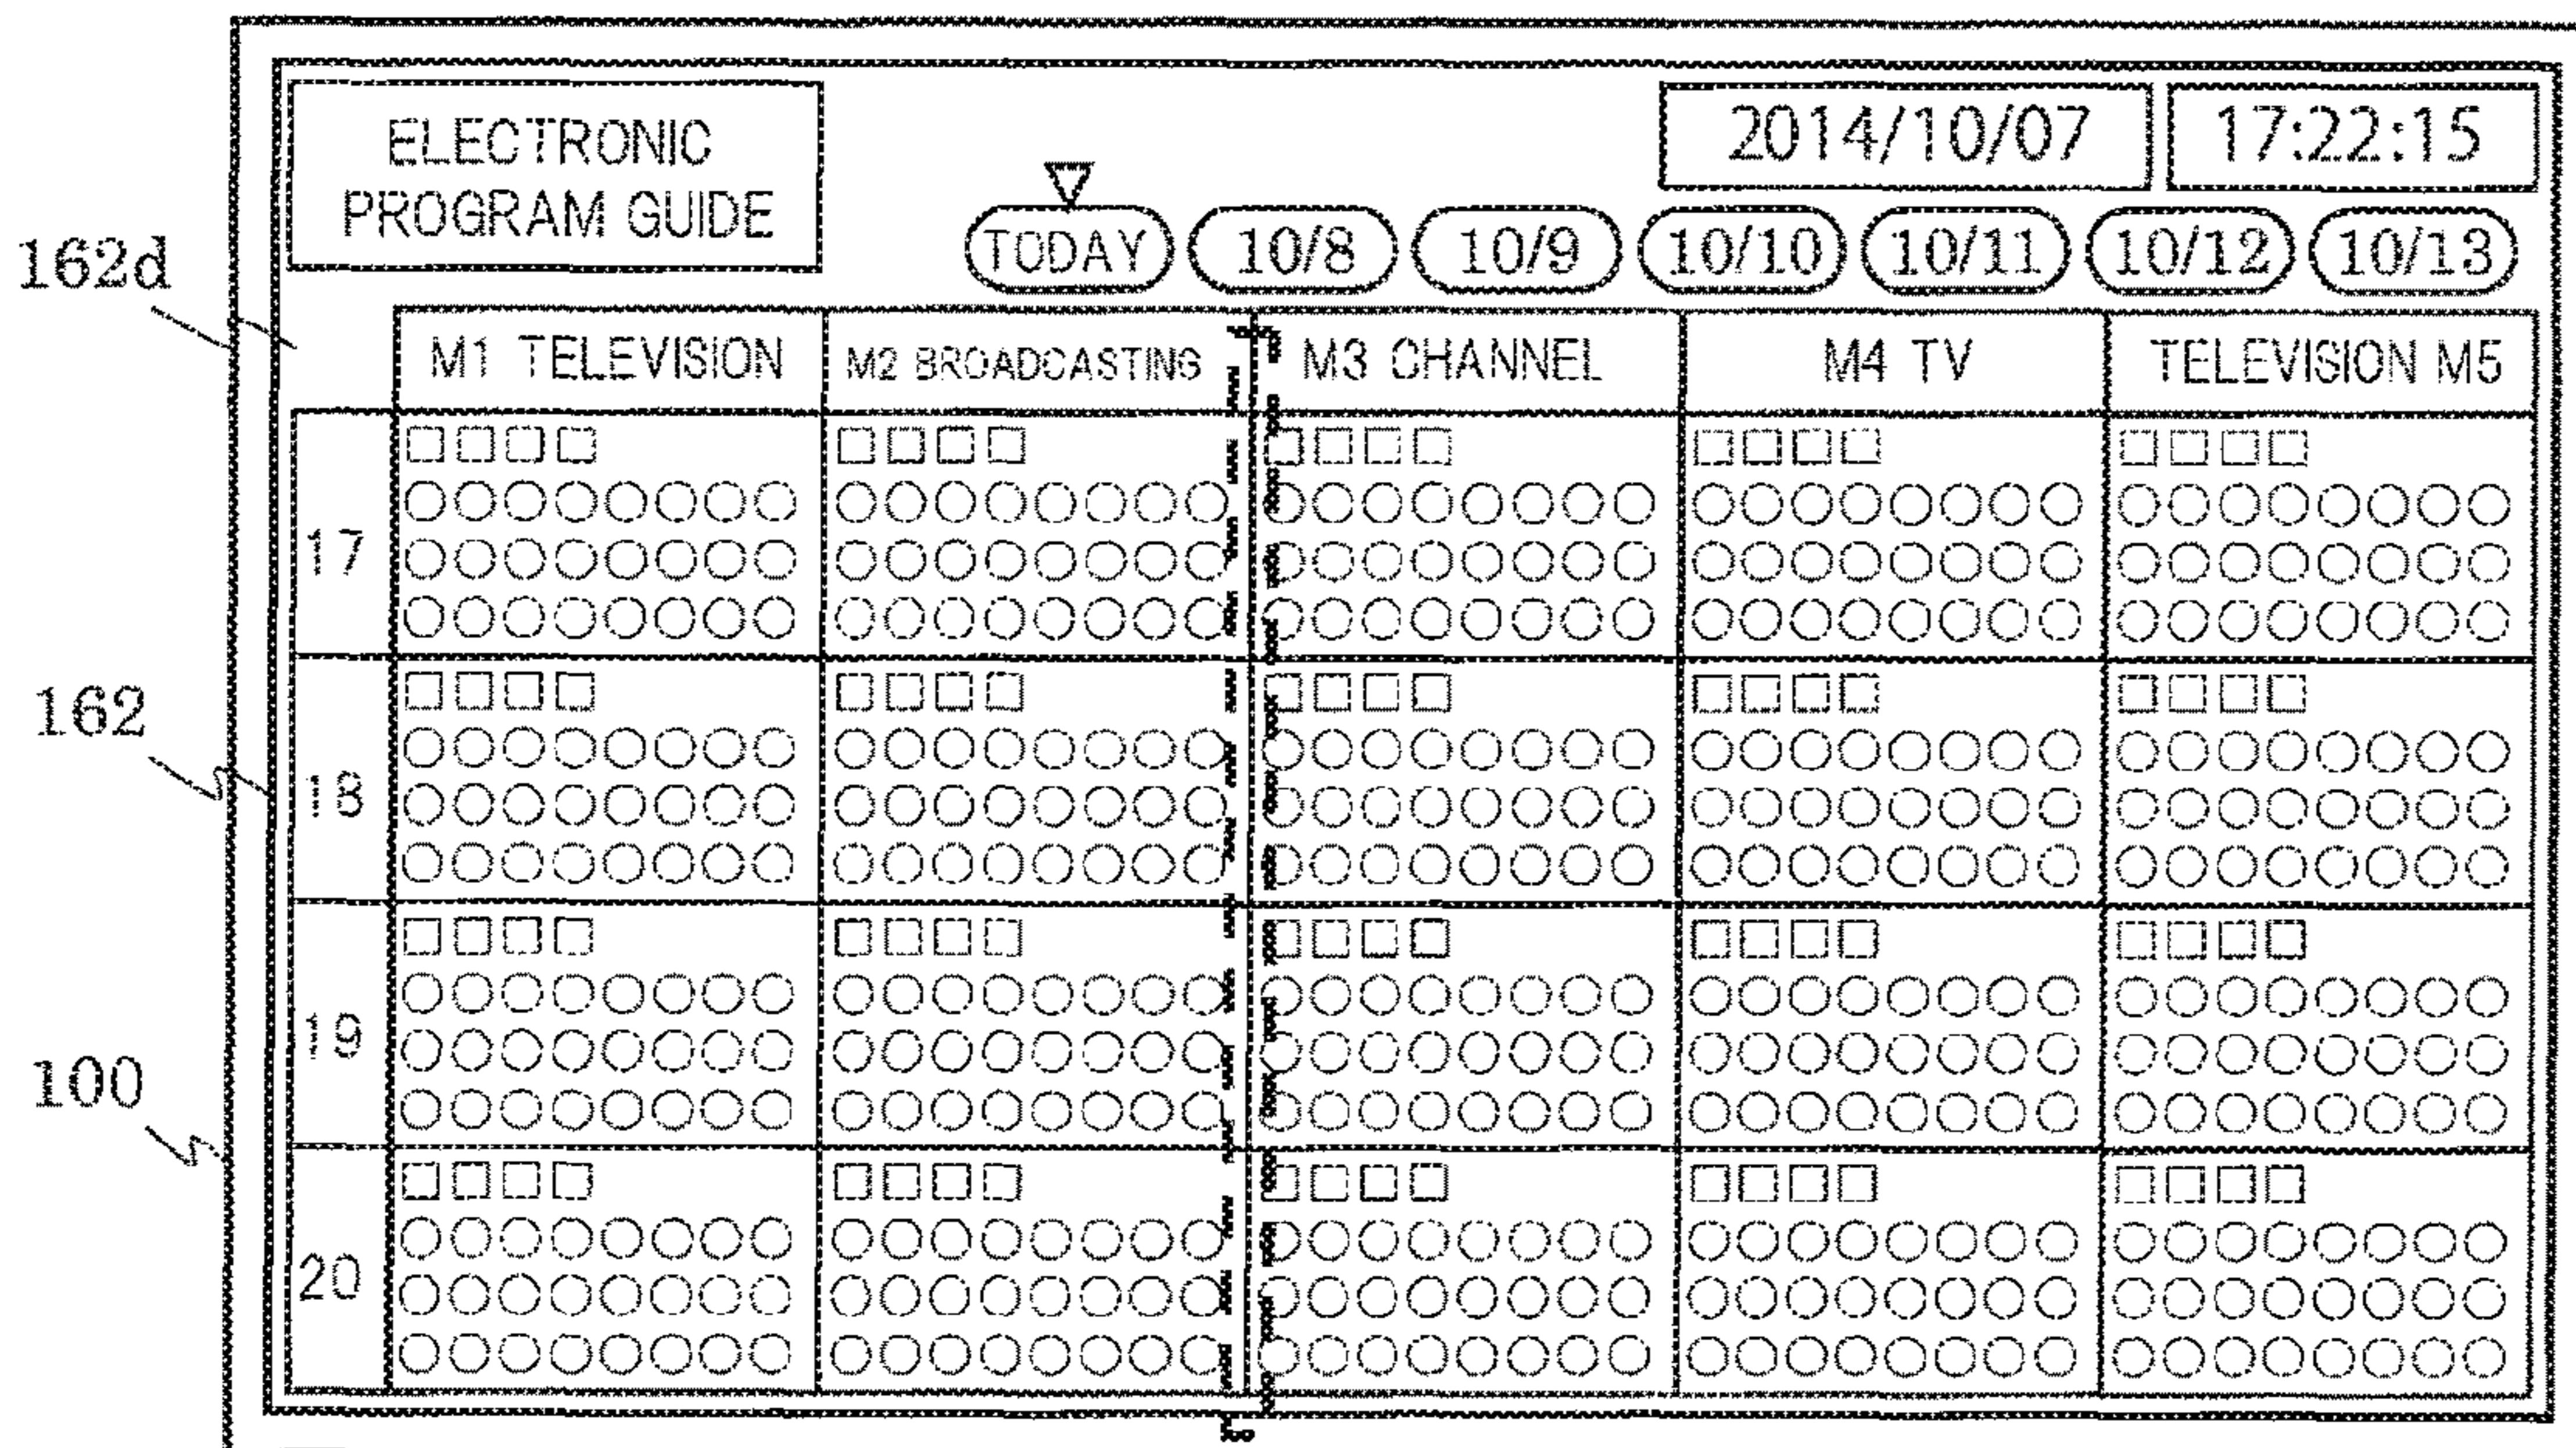 ELECTRONIC
PROGRAM GUIDE
2014/10/07 17:22:15
TODAY 10/8 10/9 10/10 10/11 10/12 10/13
162d
M1 TELEVISION M2 BROADCASTING M3 CHANNEL M4 TV TELEVISION M5
□□□□ □□□□ □□□□ □□□□ □□□□
○○○○○○○○ ○○○○○○○○ ○○○○○○○○ ○○○○○○○○ ○○○○○○○○
17 ○○○○○○○○ ○○○○○○○○ ○○○○○○○○ ○○○○○○○○ ○○○○○○○○
○○○○○○○○ ○○○○○○○○ ○○○○○○○○ ○○○○○○○○ ○○○○○○○○
162
□□□□ □□□□ □□□□ □□□□ □□□□
○○○○○○○○ ○○○○○○○○ ○○○○○○○○ ○○○○○○○○ ○○○○○○○○
18 ○○○○○○○○ ○○○○○○○○ ○○○○○○○○ ○○○○○○○○ ○○○○○○○○
○○○○○○○○ ○○○○○○○○ ○○○○○○○○ ○○○○○○○○ ○○○○○○○○
□□□□ □□□□ □□□□ □□□□ □□□□
○○○○○○○○ ○○○○○○○○ ○○○○○○○○ ○○○○○○○○ ○○○○○○○○
19 ○○○○○○○○ ○○○○○○○○ ○○○○○○○○ ○○○○○○○○ ○○○○○○○○
○○○○○○○○ ○○○○○○○○ ○○○○○○○○ ○○○○○○○○ ○○○○○○○○
100
□□□□ □□□□ □□□□ □□□□ □□□□
○○○○○○○○ ○○○○○○○○ ○○○○○○○○ ○○○○○○○○ ○○○○○○○○
20 ○○○○○○○○ ○○○○○○○○ ○○○○○○○○ ○○○○○○○○ ○○○○○○○○
○○○○○○○○ ○○○○○○○○ ○○○○○○○○ ○○○○○○○○ ○○○○○○○○